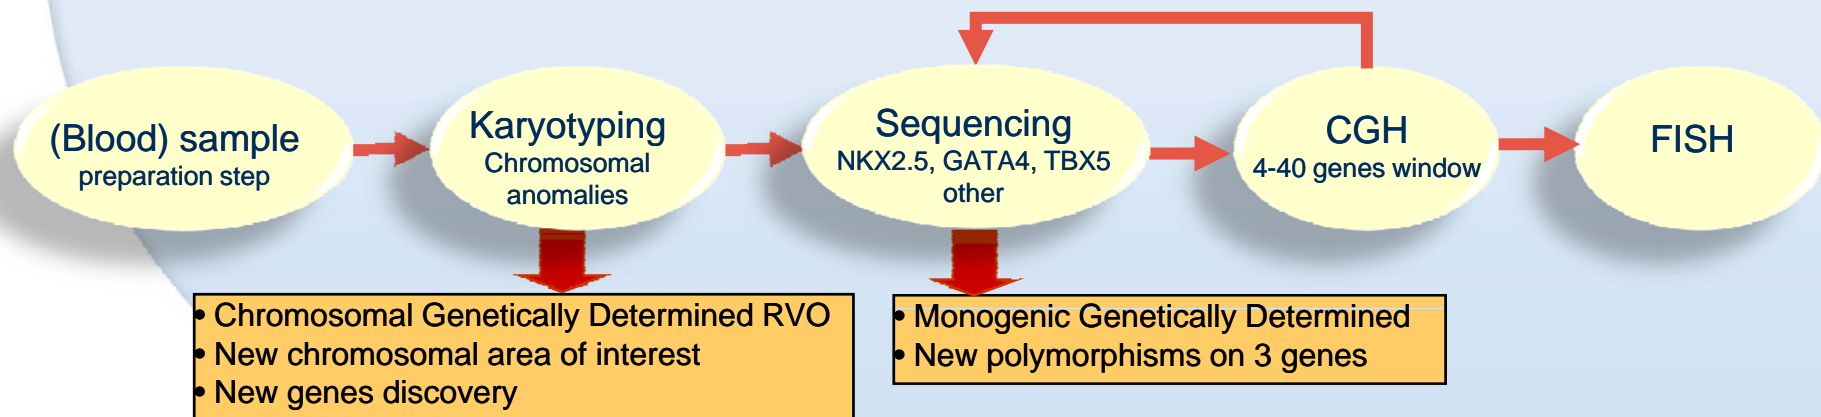 (Blood) sample
preparation step
Karyotyping
Chromosomal
anomalies
Sequencing
NKX2.5, GATA4, TBX5
other
CGH
4-40 genes window
FISH
• Chromosomal Genetically Determined RVO
• New chromosomal area of interest
• New genes discovery
• Monogenic Genetically Determined
• New polymorphisms on 3 genes